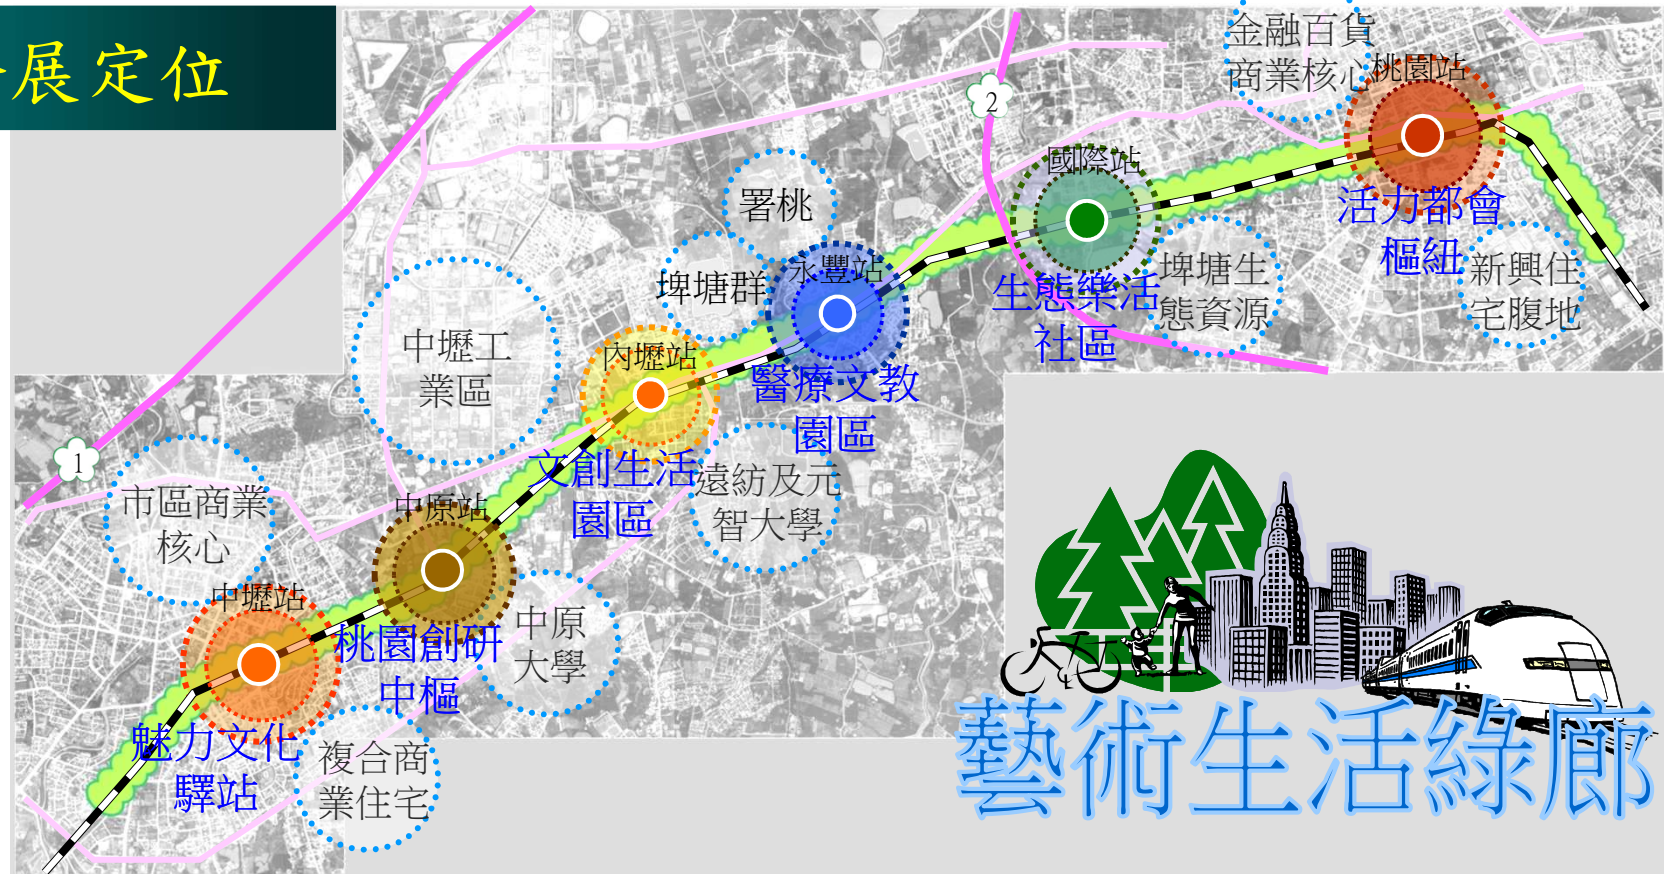 展定位
金融百貨
商業核心
桃園站
2
國際站
署桃
活力都會
樞紐
埤塘群
永豐站
埤塘生
態資源
新興住
宅腹地
生態樂活
社區
中壢工
業區
內壢站
醫療文教
園區
1
文創生活
園區
遠紡及元
智大學
市區商業
核心
中原站
中壢站
桃園創研
中樞
中原
大學
魅力文化
驛站
複合商
業住宅
藝術生活綠廊